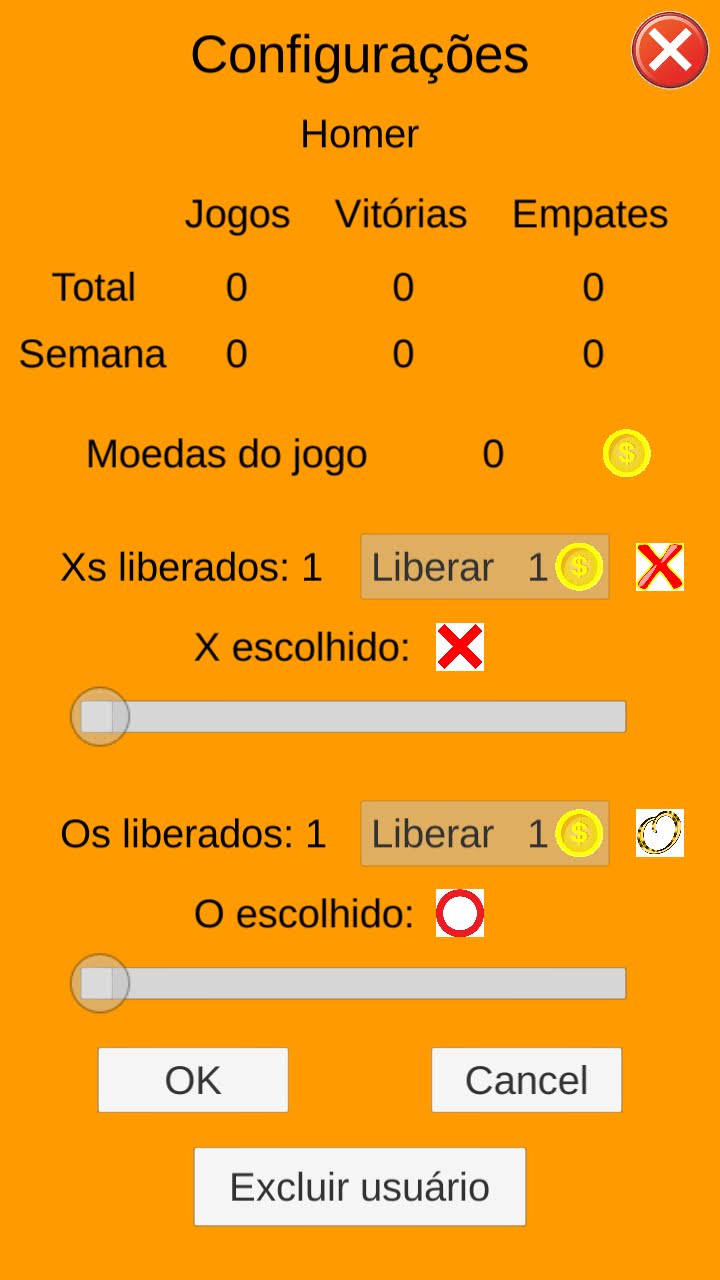 Configurações
Homer
Jogos Vitórias Empates
Total 0 0 0
Semana 0 0 0
Moedas do jogo 0 $
Xs liberados: 1 Liberar 1 $
X escolhido:
Os liberados: 1 Liberar 1 $
O escolhido:
OK Cancel
Excluir usuário